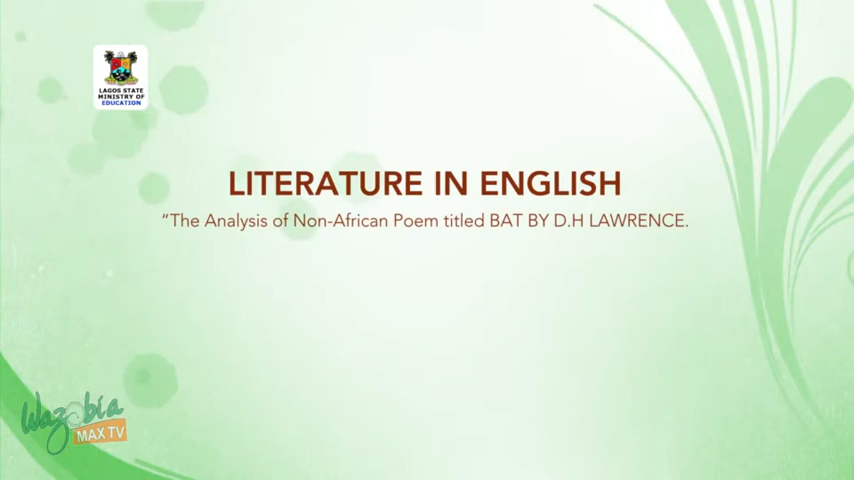 LAGOS STATE
MINISTRY OF
EDUCATION
LITERATURE IN ENGLISH
“The Analysis of Non-African Poem titled BAT BY D.H LAWRENCE.
Wazobia
MAX TV